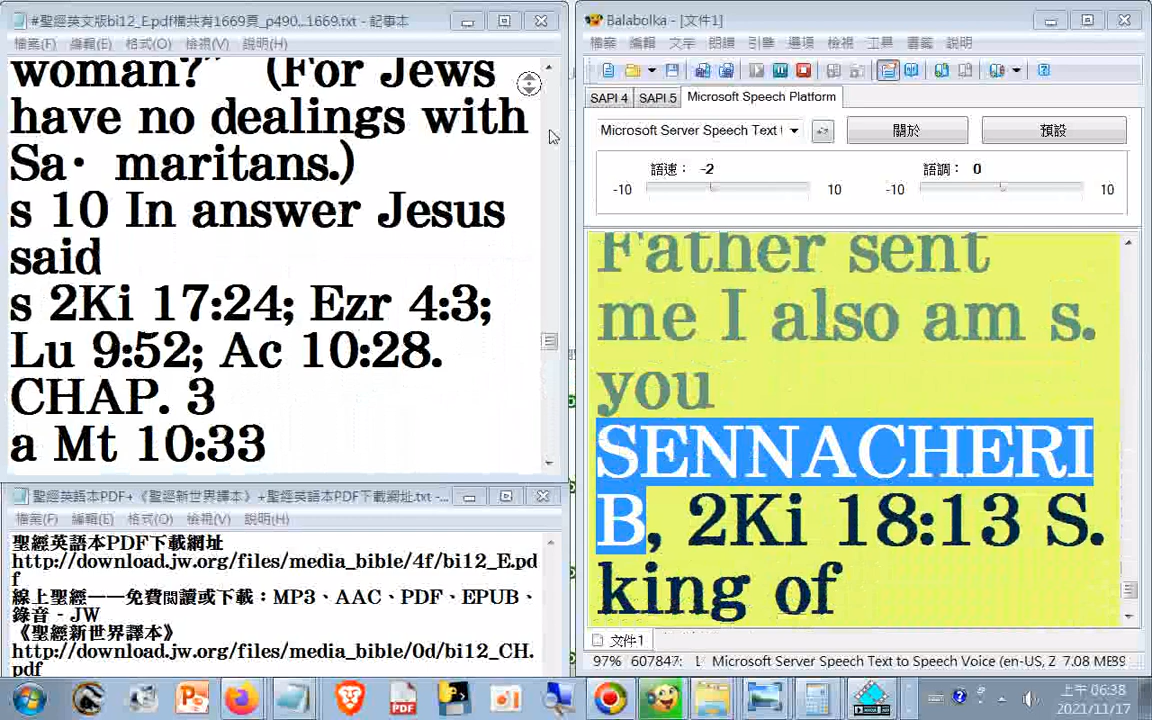 #聖經英文版bi12_E.pdf檔共有1669頁_p490,..1669.txt - 記事本
檔案(F) 編輯(E) 格式(O) 檢視(V) 說明(H)
woman?" (For Jews
have no dealings with
Sa· maritans.)
s 10 In answer Jesus
said
s 2Ki 17:24; Ezr 4:3;
Lu 9:52; Ac 10:28.
CHAP. 3
a Mt 10:33
聖經英語本PDF+《聖經新世界譯本》+聖經英語本PDF下載網址.txt - ...
檔案(F) 編輯(E) 格式(O) 檢視(V) 說明(H)
聖經英語本PDF下載網址
http://download.jw.org/files/media_bible/4f/bi12_E.pd
f
線上聖經——免費閱讀或下載：MP3、AAC、PDF、EPUB、
錄音 - JW
《聖經新世界譯本》
http://download.jw.org/files/media_bible/0d/bi12_CH.
pdf
Balabolka - [文件1]
檔案 編輯 文字 朗讀 引擎 選項 檢視 工具 書籤 說明
SAPI 4 SAPI 5 Microsoft Speech Platform
Microsoft Server Speech Text t 關於 預設
語速： -2 語調： 0
-10 10 -10 10
Father sent
me I also am s.
you
SENNACHERI
B, 2Ki 18:13 S.
king of
文件1
97% Microsoft Server Speech Text to Speech Voice (en-US, Z 7.08 MB
上午 06:38
2021/11/17